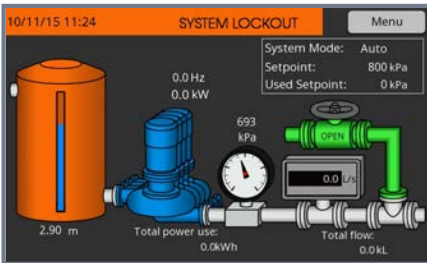 10/11/15 11:24 SYSTEM LOCKOUT Menu
System Mode: Auto
Setpoint: 800 kPa
Used Setpoint: 0 kPa
0.0 Hz
0.0 kW
693
kPa
OPEN
0.0 L/s
2.90 m
Total power use:
0.0kWh
Total flow:
0.0 kL